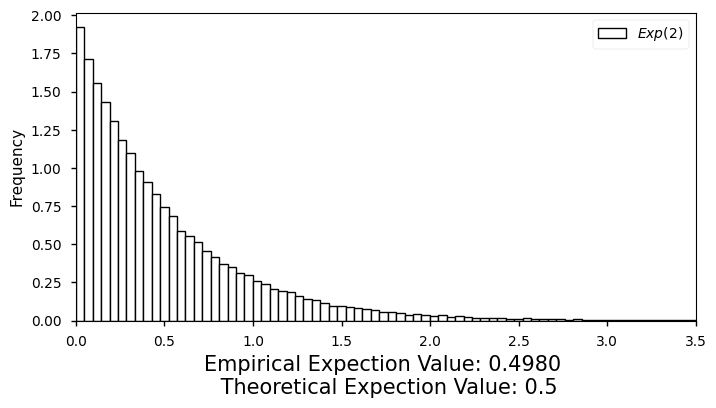 2.00
1.75
1.50
1.25
1.00
0.75
0.50
0.25
0.00
Frequency
Exp(2)
0.0 0.5 1.0 1.5 2.0 2.5 3.0 3.5
Empirical Expection Value: 0.4980
Theoretical Expection Value: 0.5